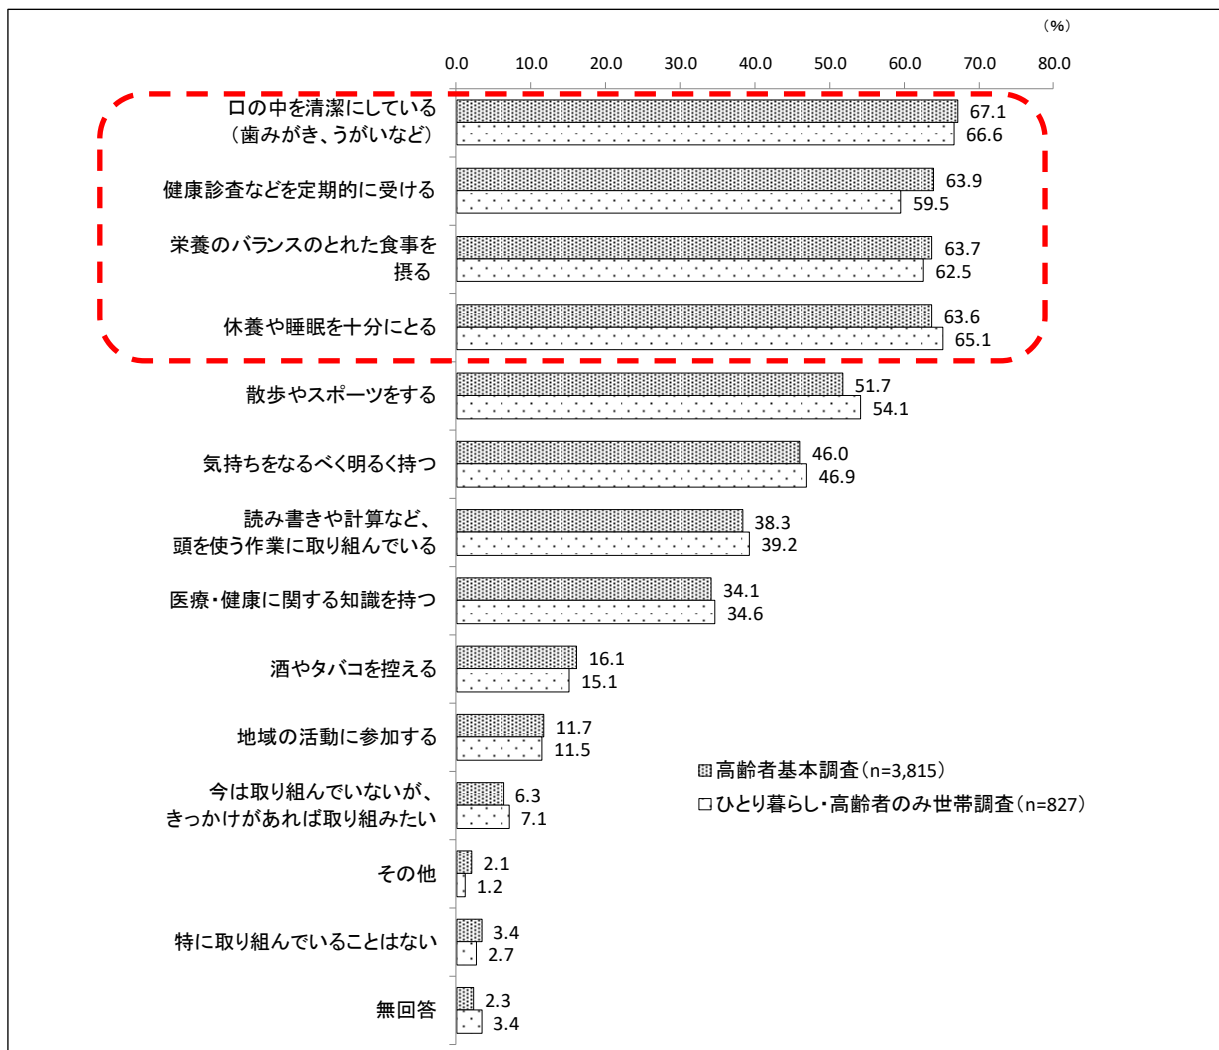 （%）
0.0 10.0 20.0 30.0 40.0 50.0 60.0 70.0 80.0
口の中を清潔にしている
（歯みがき、うがいなど）
67.1
66.6
健康診査などを定期的に受ける
63.9
59.5
栄養のバランスのとれた食事を
摂る
63.7
62.5
休養や睡眠を十分にとる
63.6
65.1
散歩やスポーツをする
51.7
54.1
気持ちをなるべく明るく持つ
46.0
46.9
読み書きや計算など、
頭を使う作業に取り組んでいる
38.3
39.2
医療・健康に関する知識を持つ
34.1
34.6
酒やタバコを控える
16.1
15.1
地域の活動に参加する
11.7
11.5
高齢者基本調査（n=3,815）
ひとり暮らし・高齢者のみ世帯調査（n=827）
今は取り組んでいないが、
きっかけがあれば取り組みたい
6.3
7.1
その他
2.1
1.2
特に取り組んでいることはない
3.4
2.7
無回答
2.3
3.4